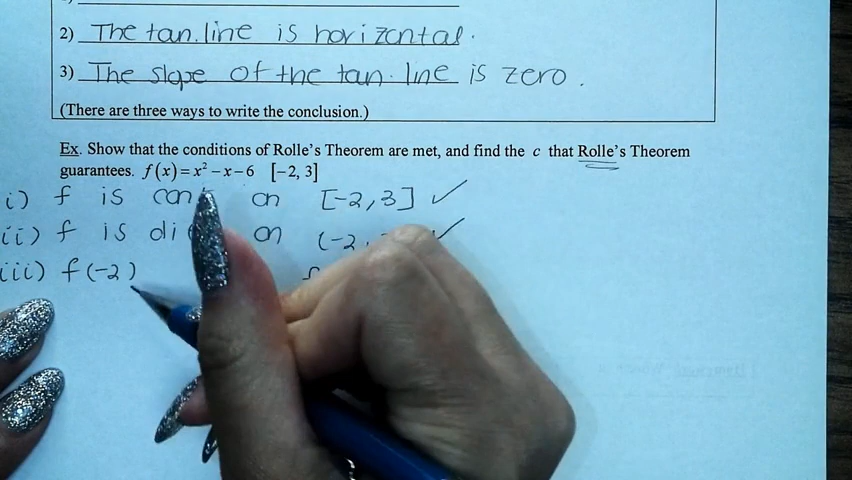 2) The tan. line is horizontal.
3) The slope of the tan. line is zero.
(There are three ways to write the conclusion.)
Ex. Show that the conditions of Rolle's Theorem are met, and find the c that Rolle's Theorem
guarantees. f(x)=x²−x−6 [−2, 3]
i) f is on [-2,3] ✓
ii) f is on (-2, ✓
iii) f(-2)